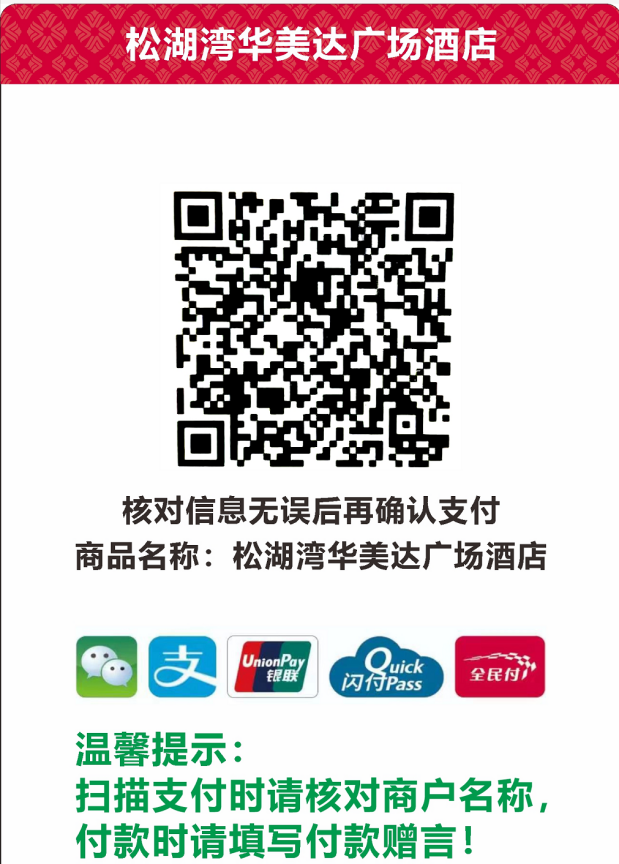 松湖湾华美达广场酒店
核对信息无误后再确认支付
商品名称：松湖湾华美达广场酒店
支
UnionPay
银联
Quick
闪付Pass
全民付
温馨提示：
扫描支付时请核对商户名称，
付款时请填写付款赠言！